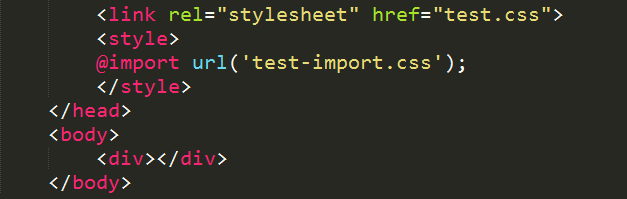 <link rel="stylesheet" href="test.css">
<style>
@import url('test-import.css');
</style>
</head>
<body>
<div></div>
</body>